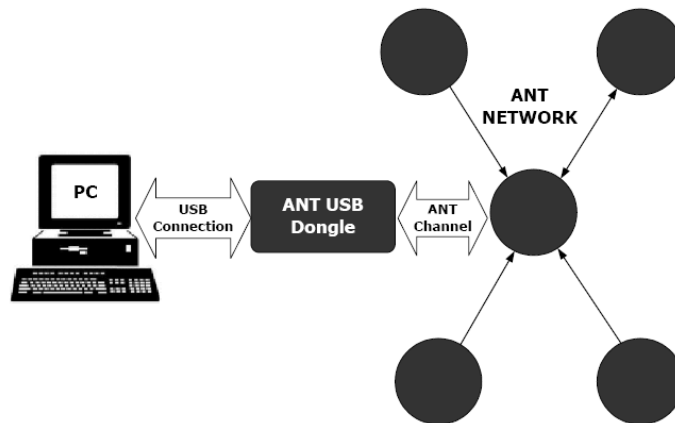 PC
USB
Connection
ANT USB
Dongle
ANT
Channel
ANT
NETWORK